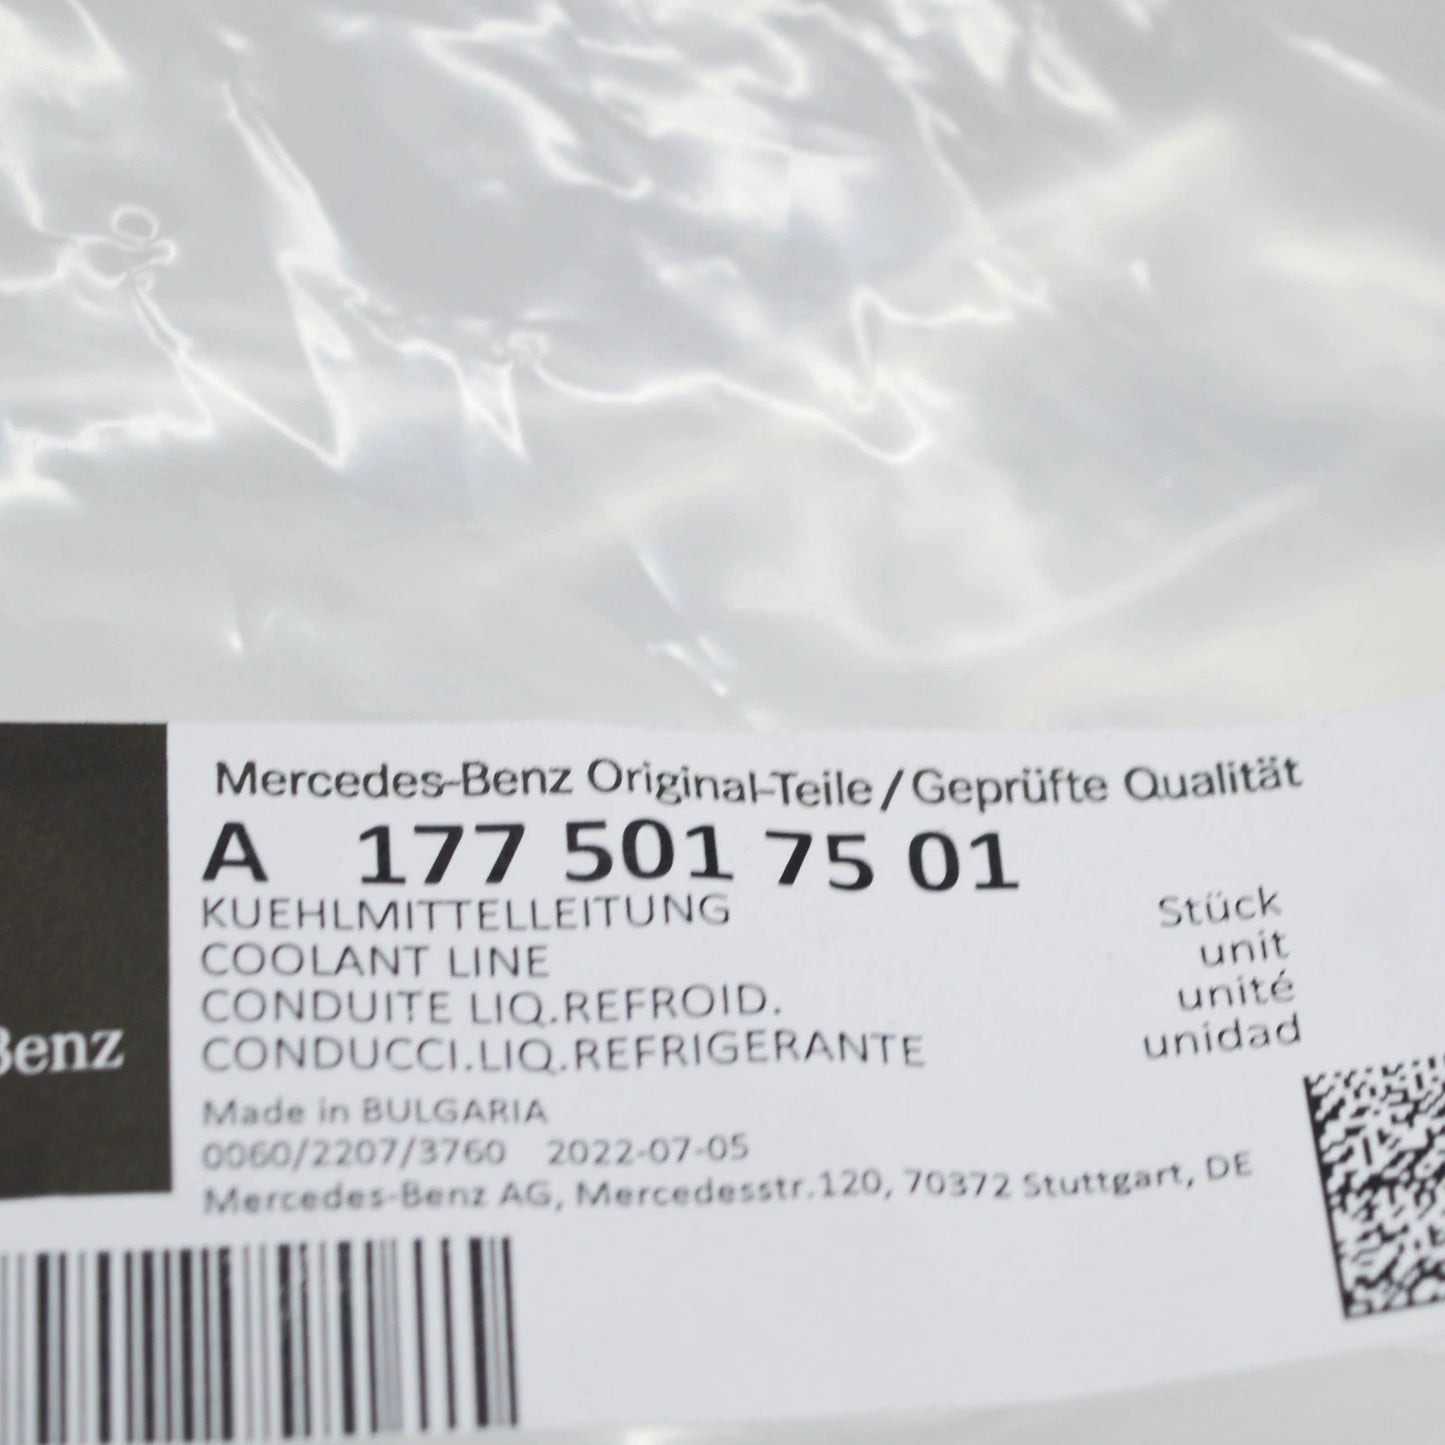 Mercedes-Benz Original-Teile/Geprüfte Qualität
A 177 501 75 01
KUEHLMITTELLEITUNG Stück
COOLANT LINE unit
CONDUITE LIQ.REFROID. unité
CONDUCCI.LIQ.REFRIGERANTE unidad
Benz
Made in BULGARIA
0060/2207/3760 2022-07-05
Mercedes-Benz AG, Mercedesstr.120, 70372 Stuttgart, DE